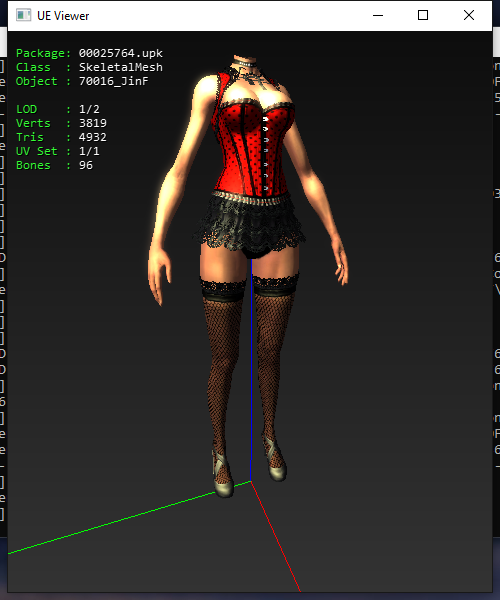 UE Viewer
Package: 00025764.upk
Class  : SkeletalMesh
Object : 70016_JinF
LOD    : 1/2
Verts  : 3819
Tris   : 4932
UV Set : 1/1
Bones  : 96